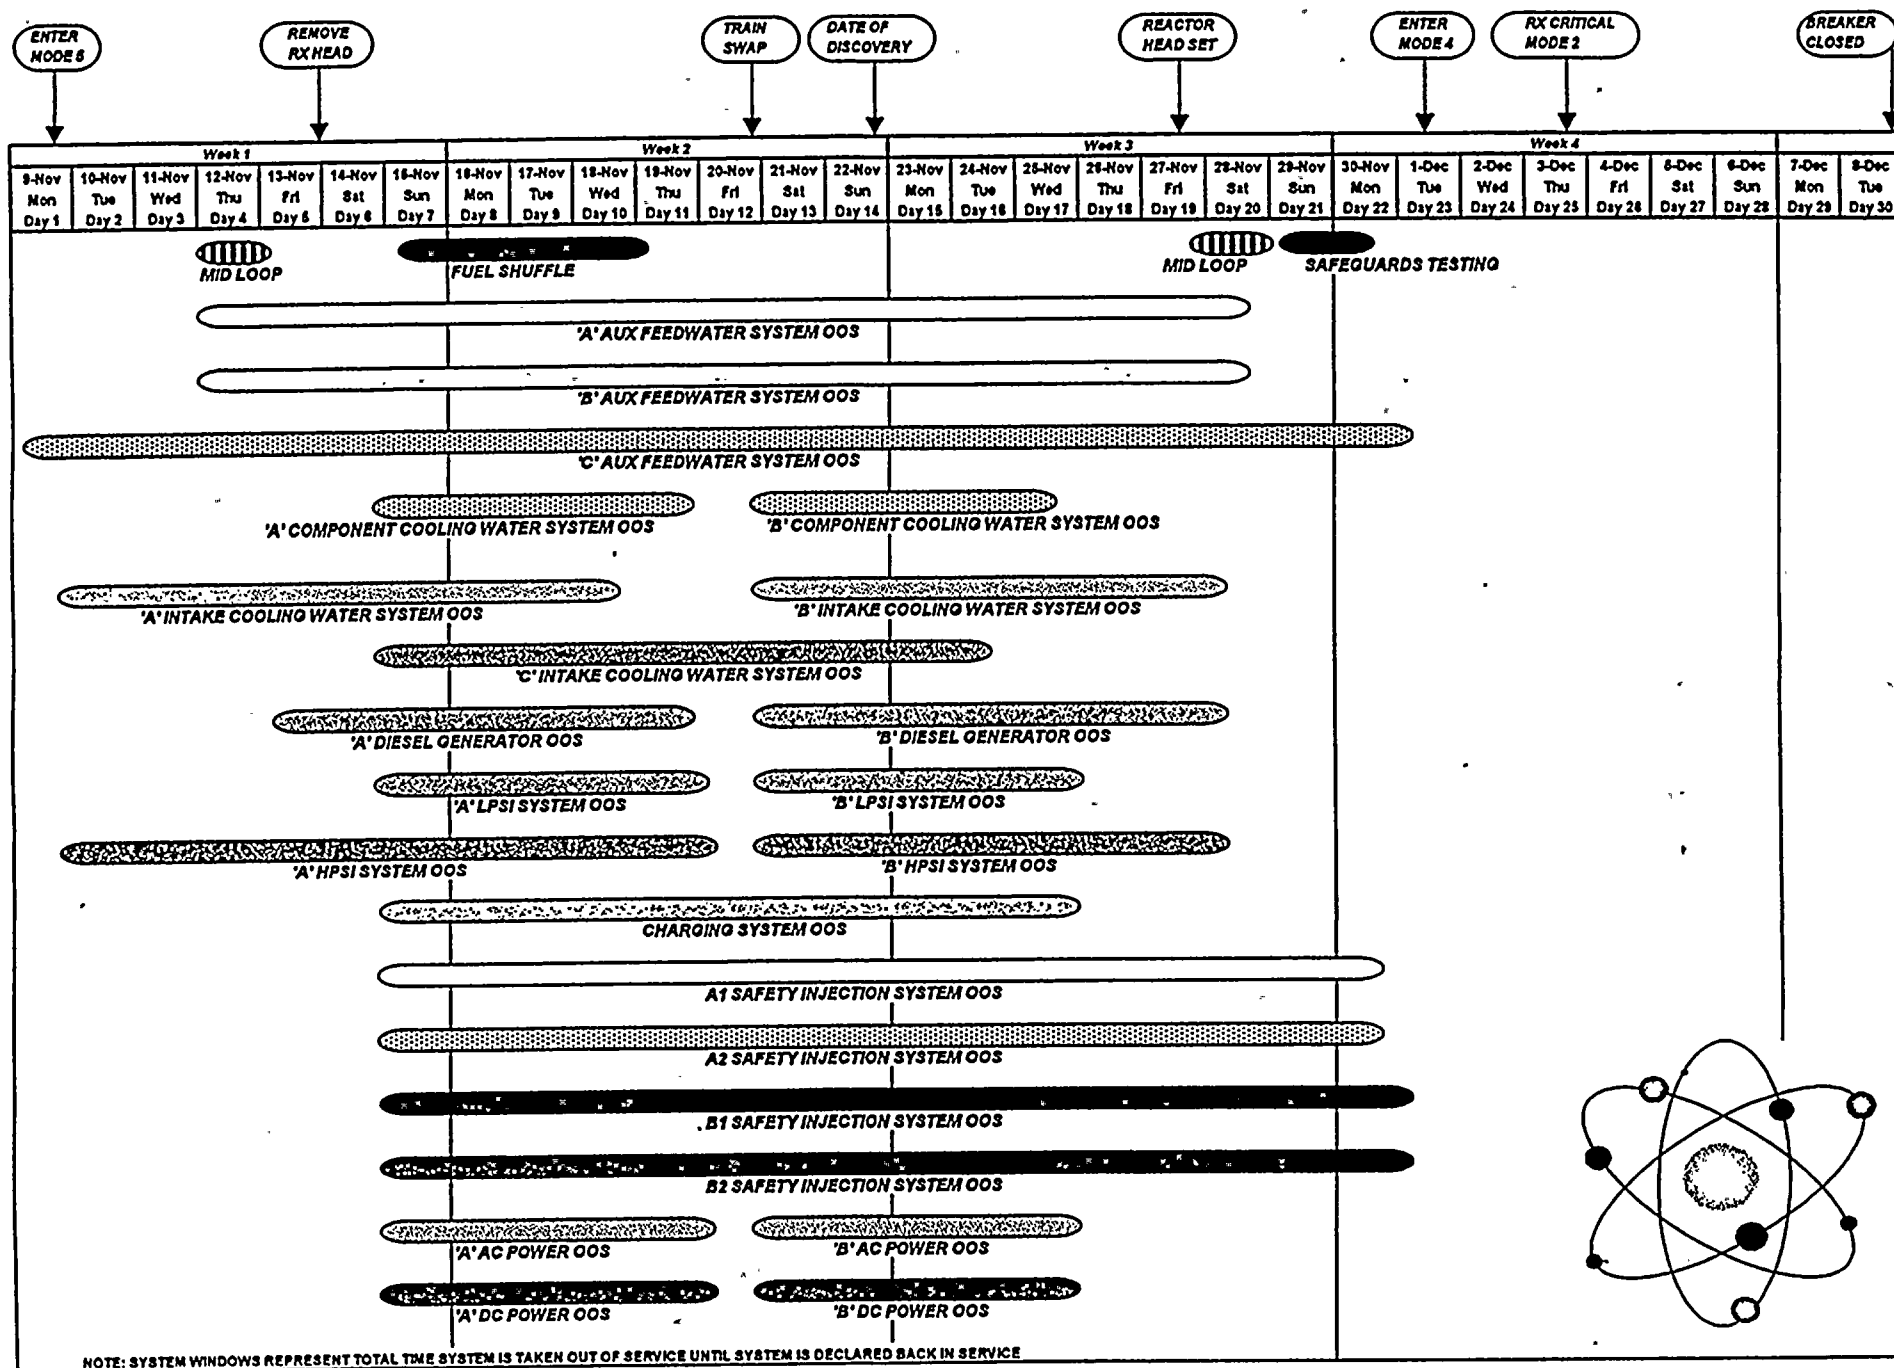 ENTER
MODE 5
REMOVE
RX HEAD
TRAIN
SWAP
DATE OF
DISCOVERY
REACTOR
HEAD SET
ENTER
MODE 4
RX CRITICAL
MODE 2
BREAKER
CLOSED
Week 1 Week 2 Week 3 Week 4
9-Nov 10-Nov 11-Nov 12-Nov 13-Nov 14-Nov 15-Nov 16-Nov 17-Nov 18-Nov 19-Nov 20-Nov 21-Nov 22-Nov 23-Nov 24-Nov 25-Nov 26-Nov 27-Nov 28-Nov 29-Nov 30-Nov 1-Dec 2-Dec 3-Dec 4-Dec 5-Dec 6-Dec 7-Dec 8-Dec
Mon Tue Wed Thu Fri Sat Sun Mon Tue Wed Thu Fri Sat Sun Mon Tue Wed Thu Fri Sat Sun Mon Tue Wed Thu Fri Sat Sun Mon Tue
Day 1 Day 2 Day 3 Day 4 Day 5 Day 6 Day 7 Day 8 Day 9 Day 10 Day 11 Day 12 Day 13 Day 14 Day 15 Day 16 Day 17 Day 18 Day 19 Day 20 Day 21 Day 22 Day 23 Day 24 Day 25 Day 26 Day 27 Day 28 Day 29 Day 30
MID LOOP FUEL SHUFFLE MID LOOP SAFEGUARDS TESTING
'A' AUX FEEDWATER SYSTEM OOS
'B' AUX FEEDWATER SYSTEM OOS
'C' AUX FEEDWATER SYSTEM OOS
'A' COMPONENT COOLING WATER SYSTEM OOS 'B' COMPONENT COOLING WATER SYSTEM OOS
'A' INTAKE COOLING WATER SYSTEM OOS 'B' INTAKE COOLING WATER SYSTEM OOS
'C' INTAKE COOLING WATER SYSTEM OOS
'A' DIESEL GENERATOR OOS 'B' DIESEL GENERATOR OOS
'A' LPSI SYSTEM OOS 'B' LPSI SYSTEM OOS
'A' HPSI SYSTEM OOS 'B' HPSI SYSTEM OOS
CHARGING SYSTEM OOS
A1 SAFETY INJECTION SYSTEM OOS
A2 SAFETY INJECTION SYSTEM OOS
B1 SAFETY INJECTION SYSTEM OOS
B2 SAFETY INJECTION SYSTEM OOS
'A' AC POWER OOS 'B' AC POWER OOS
'A' DC POWER OOS 'B' DC POWER OOS
NOTE: SYSTEM WINDOWS REPRESENT TOTAL TIME SYSTEM IS TAKEN OUT OF SERVICE UNTIL SYSTEM IS DECLARED BACK IN SERVICE